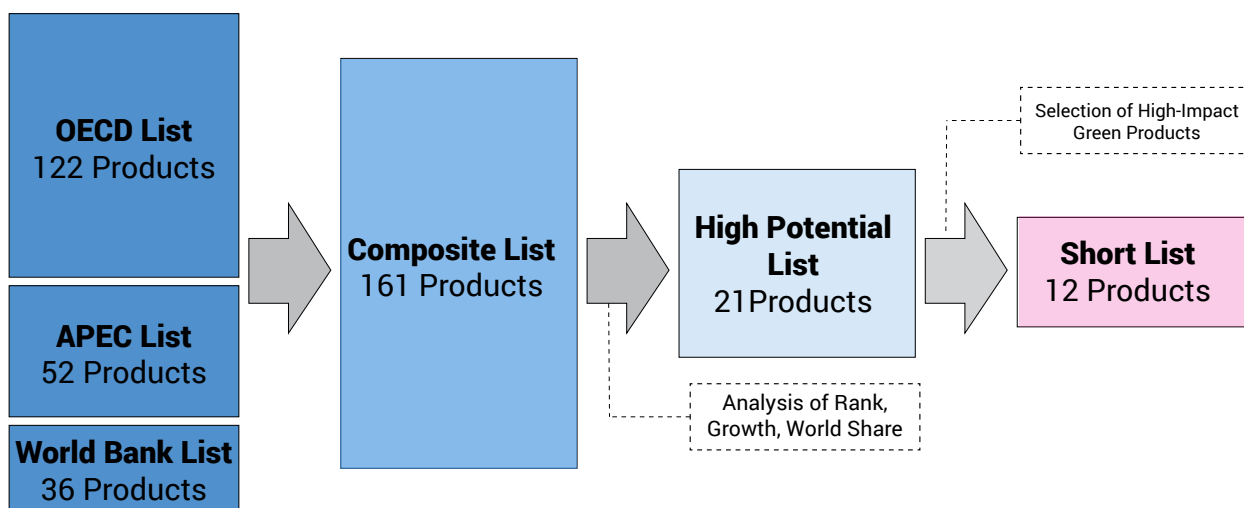 OECD List
122 Products
APEC List
52 Products
World Bank List
36 Products
Composite List
161 Products
Analysis of Rank,
Growth, World Share
High Potential
List
21Products
Selection of High-Impact
Green Products
Short List
12 Products